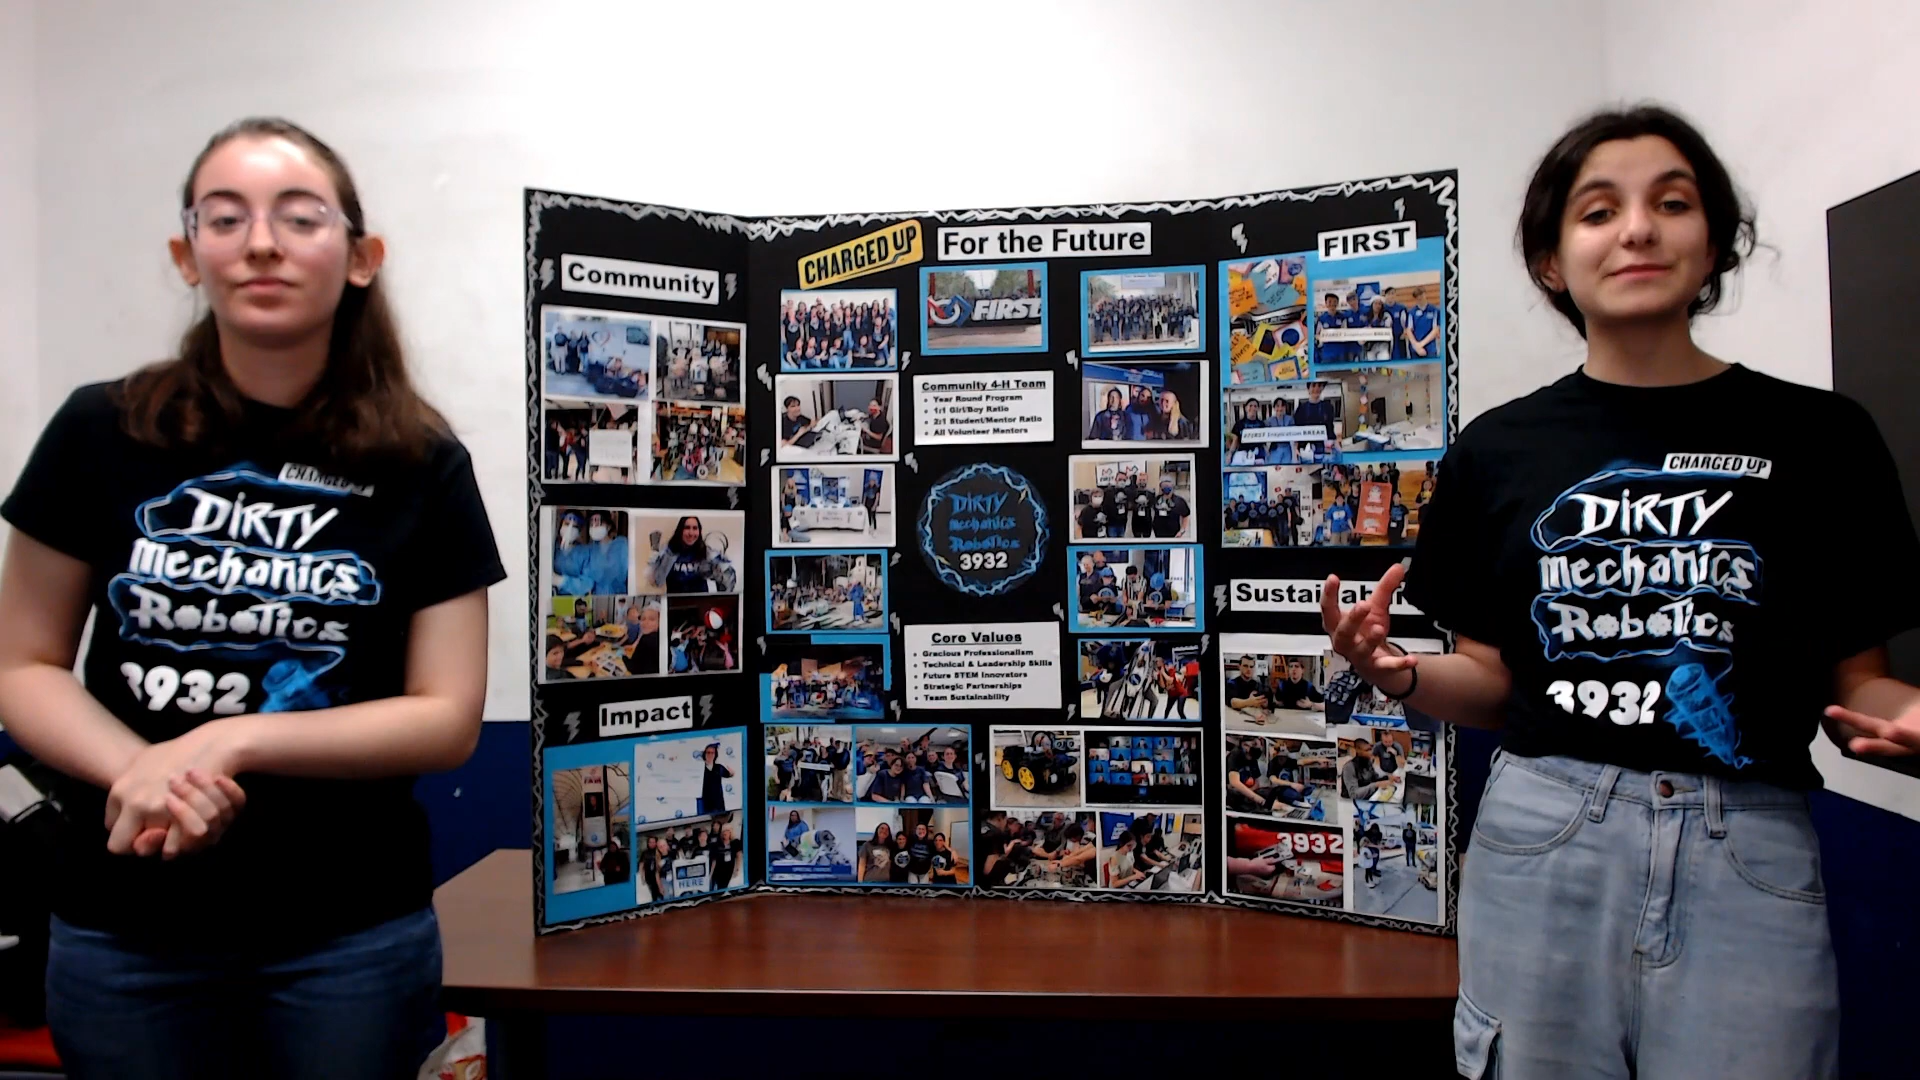 CHARGED UP
For the Future
FIRST
Community
FIRST
Community 4-H Team
Year Round Program
1:1 Girl/Boy Ratio
2:1 Student/Mentor Ratio
All Volunteer Mentors
DiRTY
Mechanics
Robotics
3932
Sustainabil
Core Values
Gracious Professionalism
Technical & Leadership Skills
Future STEM Innovators
Strategic Partnerships
Team Sustainability
Impact
HERE
3932
CHARGED UP
DiRTY
Mechanics
RoboTics
3932
CHARGED UP
DiRTY
Mechanics
RoboTics
3932